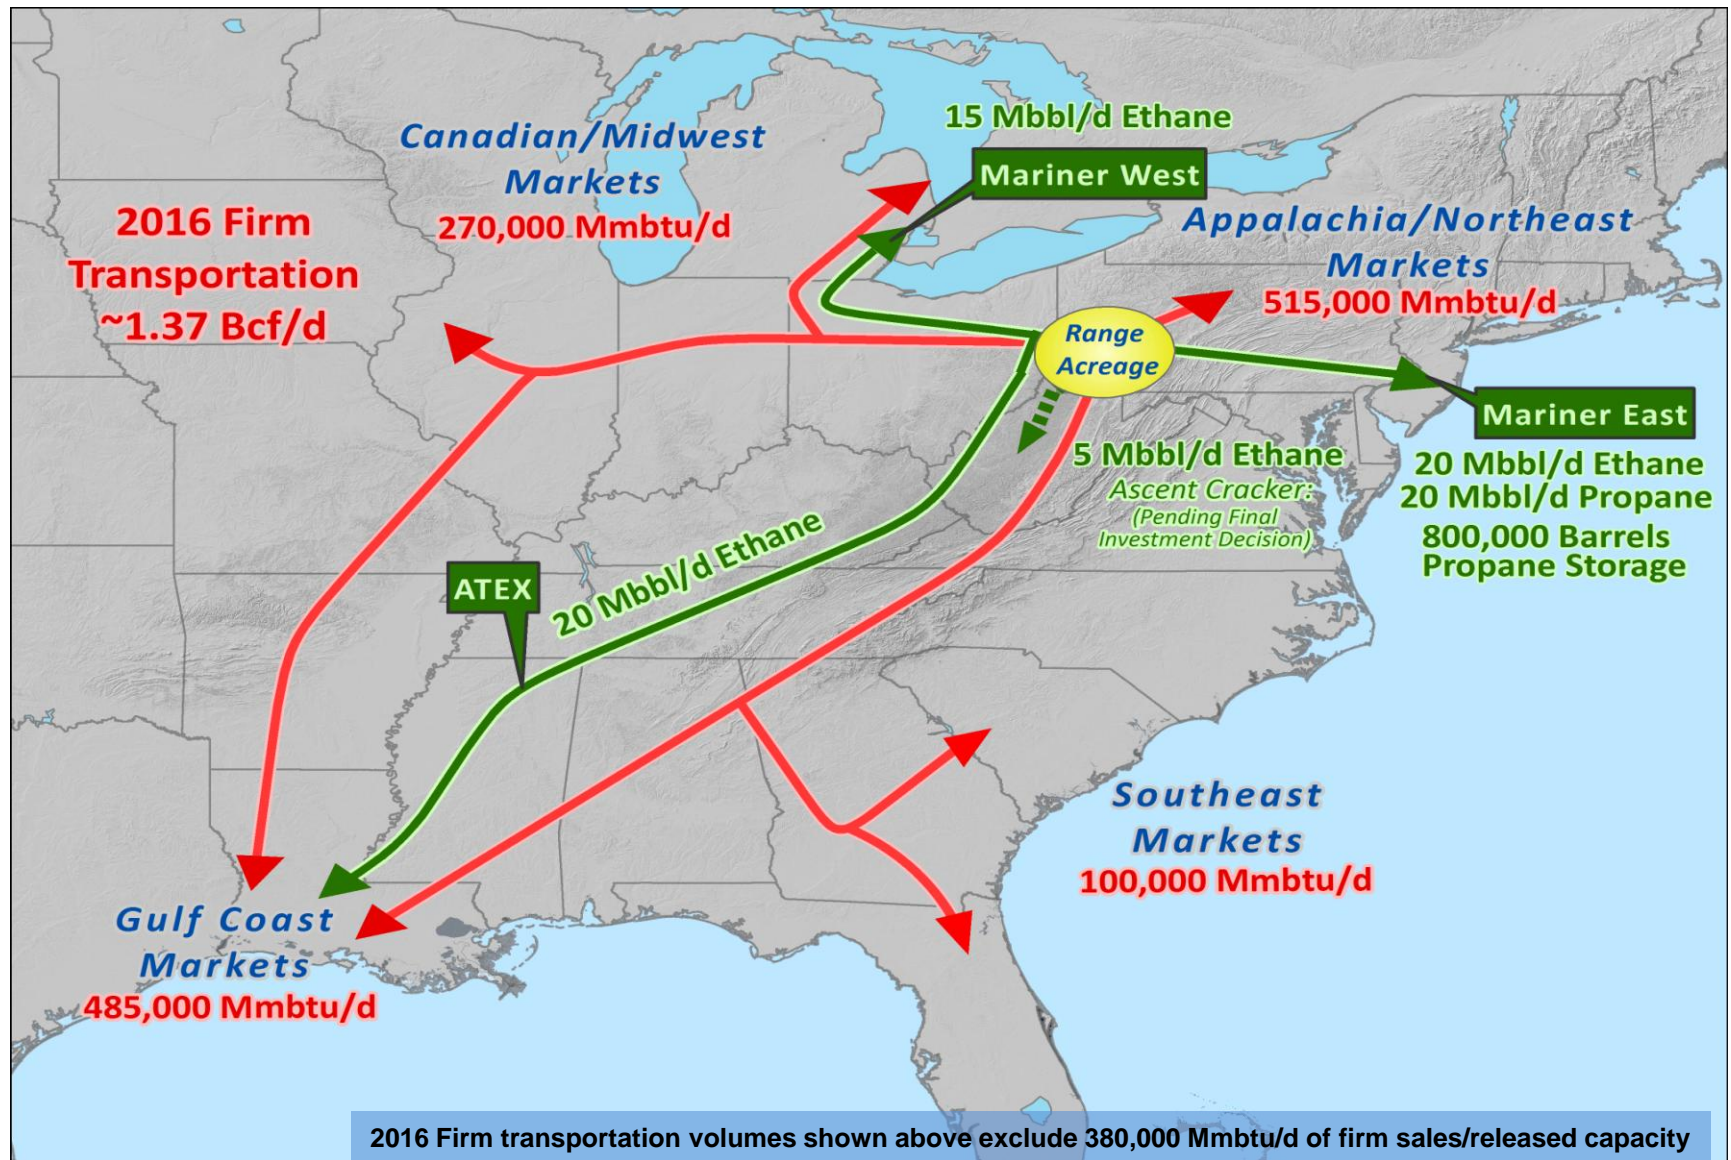 15 Mbbl/d Ethane
Canadian/Midwest
Markets
270,000 Mmbtu/d
Mariner West
2016 Firm
Transportation
~1.37 Bcf/d
Appalachia/Northeast
Markets
515,000 Mmbtu/d
Range
Acreage
Mariner East
20 Mbbl/d Ethane
20 Mbbl/d Propane
800,000 Barrels
Propane Storage
5 Mbbl/d Ethane
Ascent Cracker:
(Pending Final
Investment Decision)
20 Mbbl/d Ethane
ATEX
Southeast
Markets
100,000 Mmbtu/d
Gulf Coast
Markets
485,000 Mmbtu/d
2016 Firm transportation volumes shown above exclude 380,000 Mmbtu/d of firm sales/released capacity